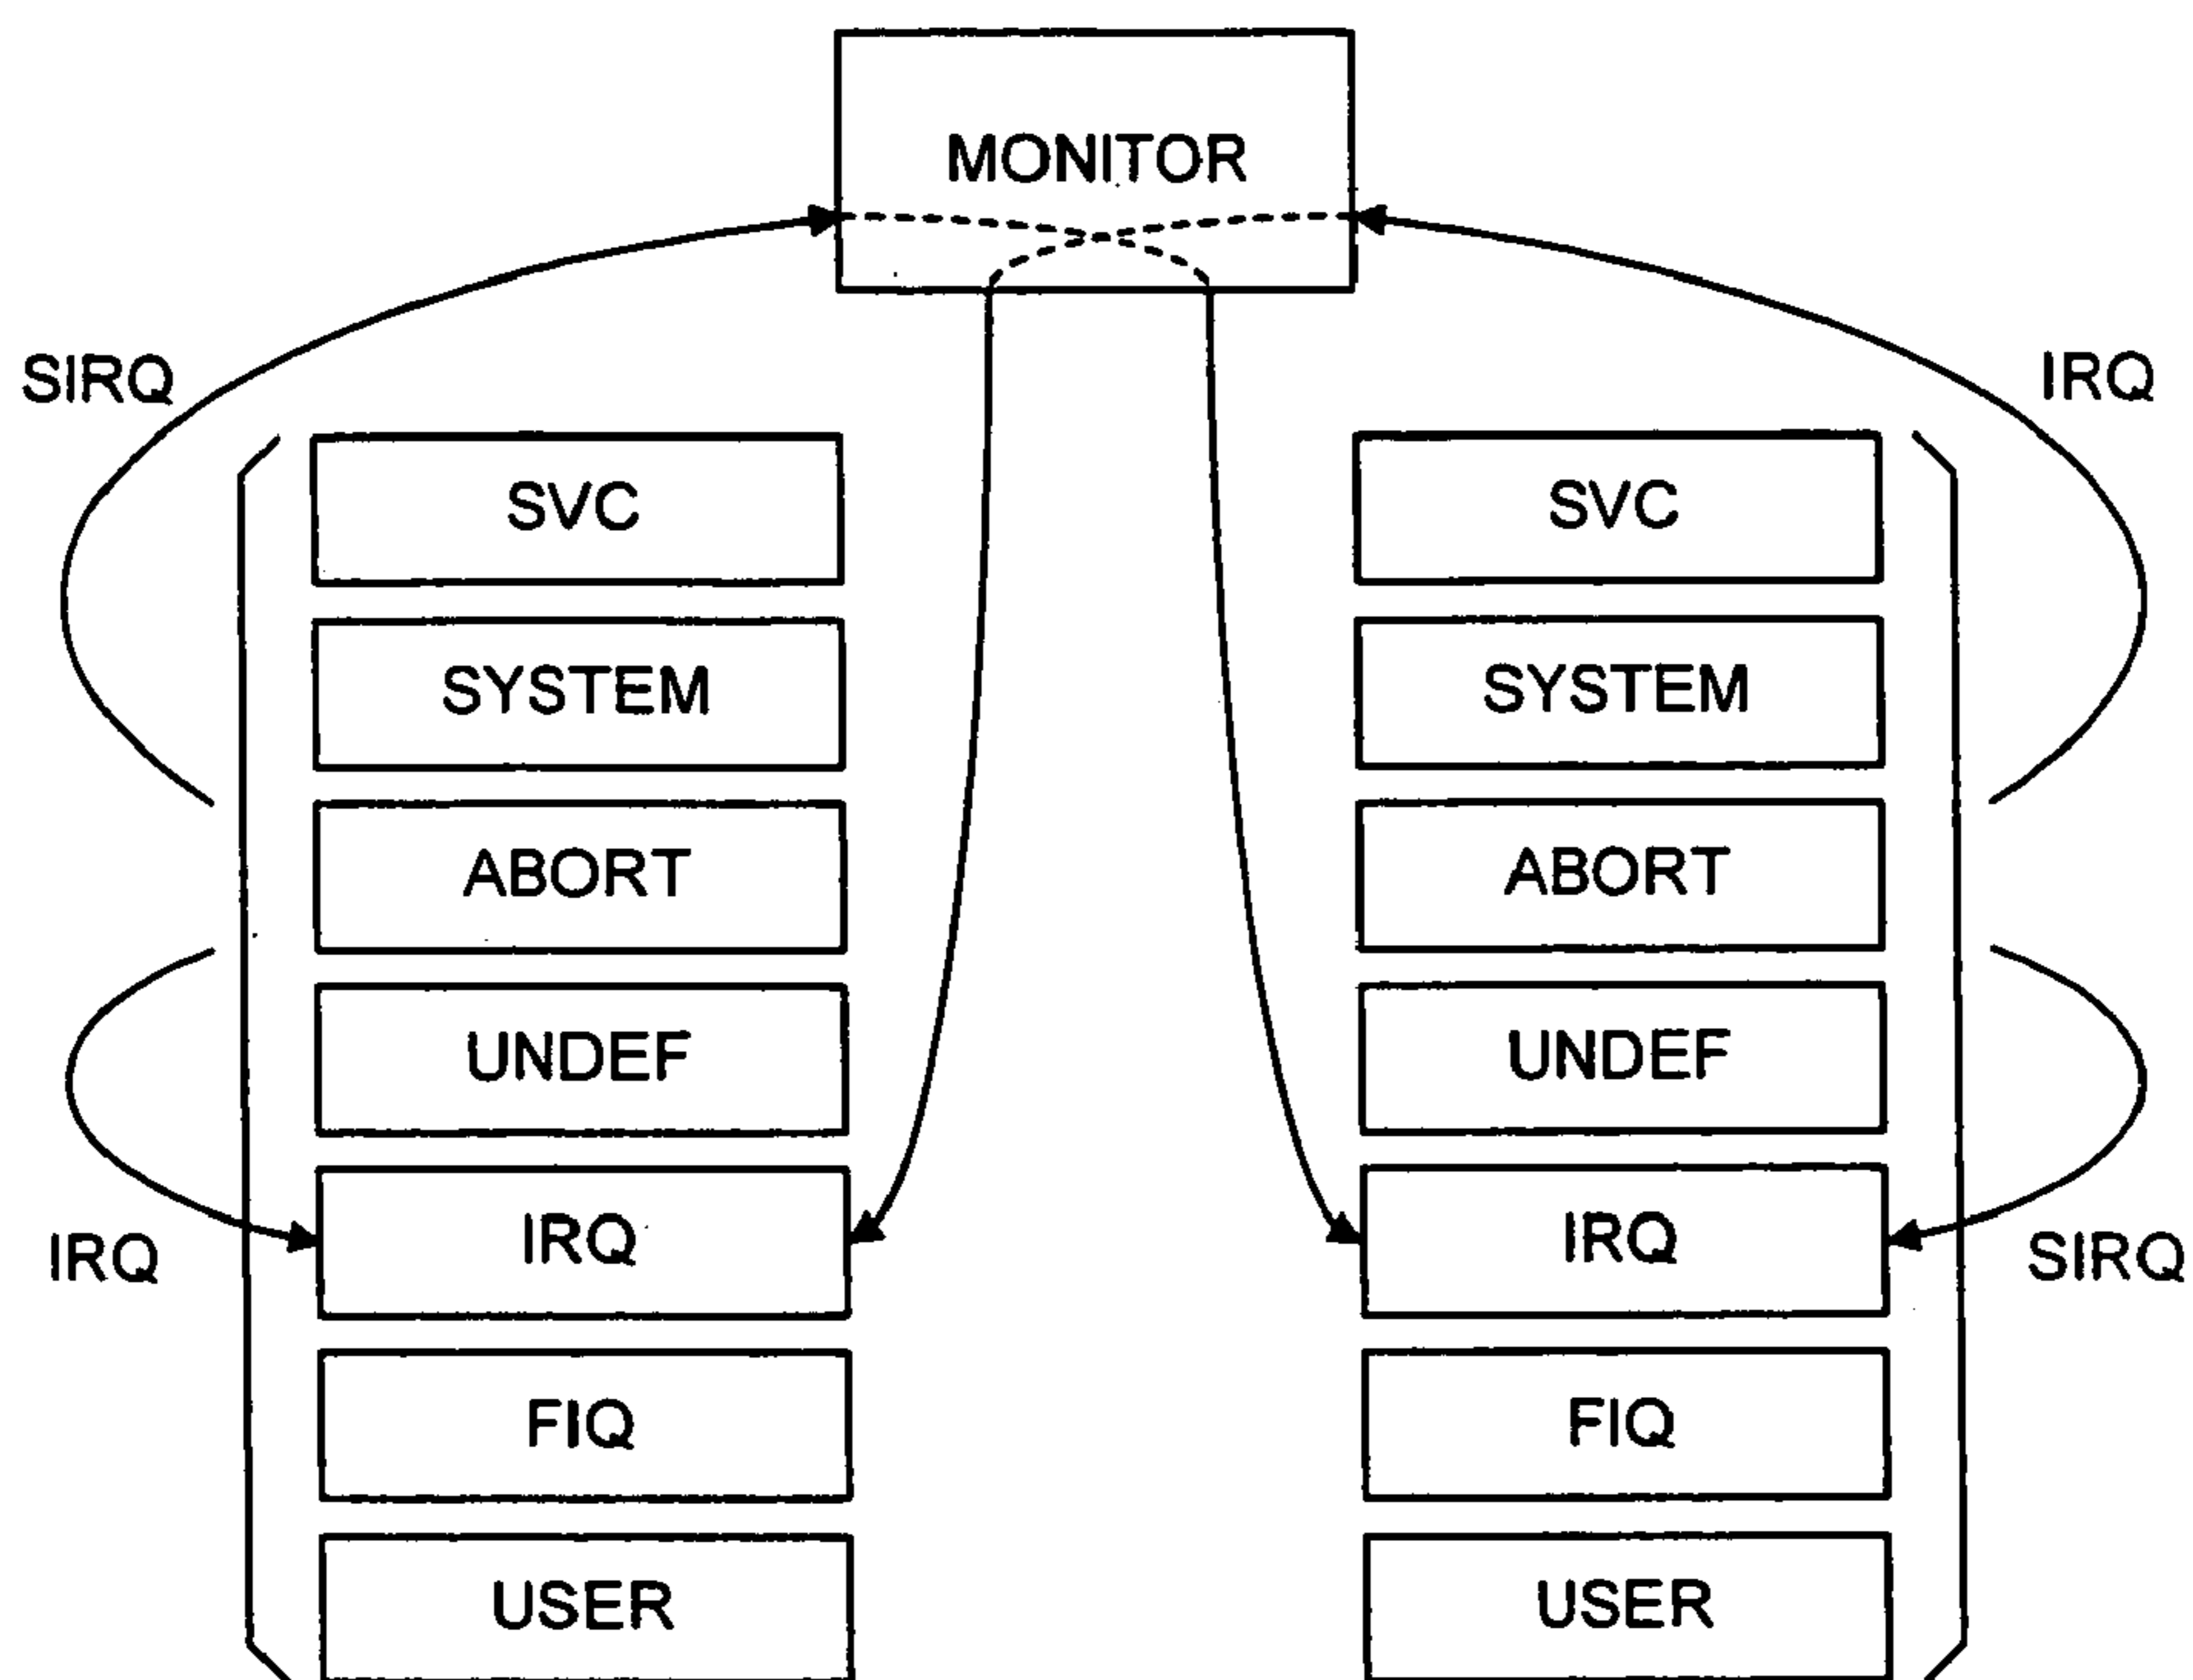 MONITOR
SIRQ
IRQ
SVC
SVC
SYSTEM
SYSTEM
ABORT
ABORT
UNDEF
UNDEF
IRQ
IRQ
IRQ
SIRQ
FIQ
FIQ
USER
USER